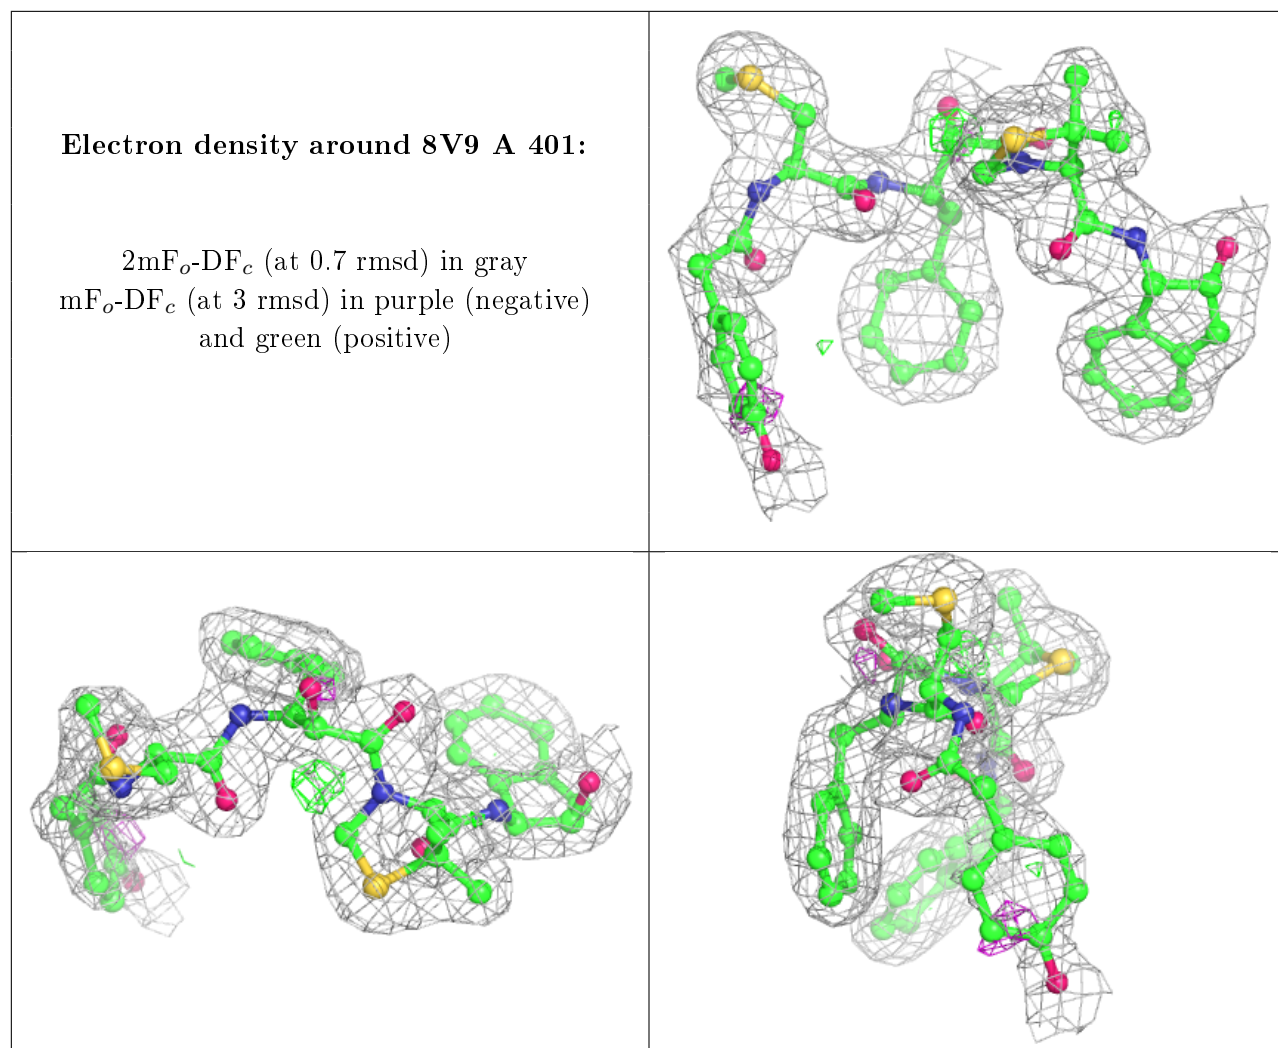 Electron density around 8V9 A 401:
2mFo-DFc (at 0.7 rmsd) in gray
mFo-DFc (at 3 rmsd) in purple (negative)
and green (positive)